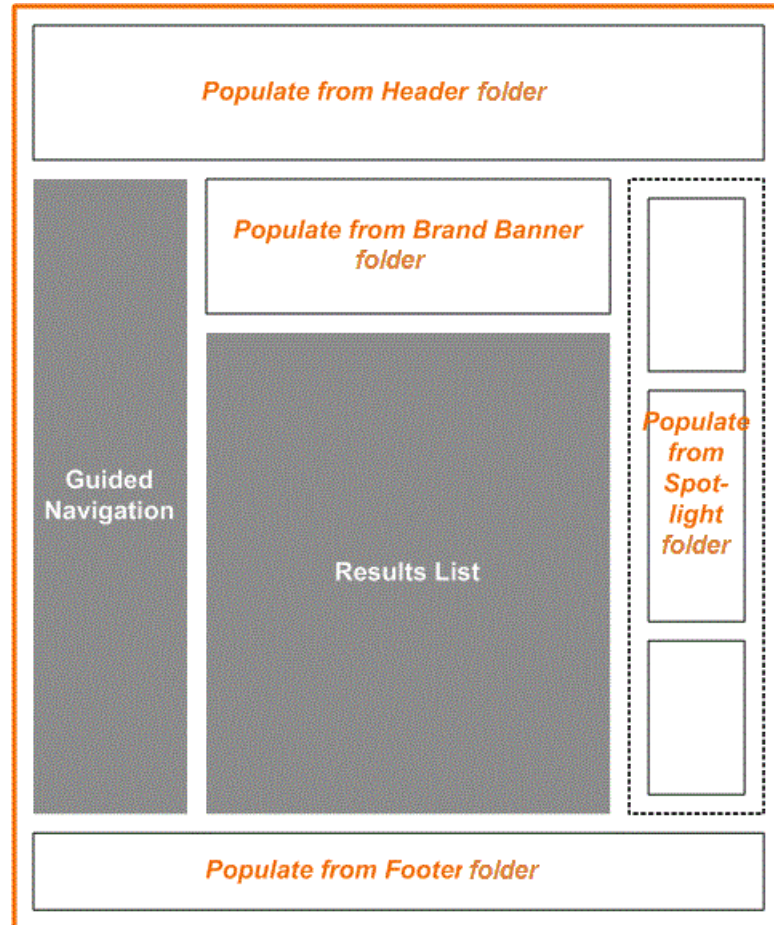 Populate from Header folder
Populate from Brand Banner
folder
Guided
Navigation
Results List
Populate
from
Spot-
light
folder
Populate from Footer folder